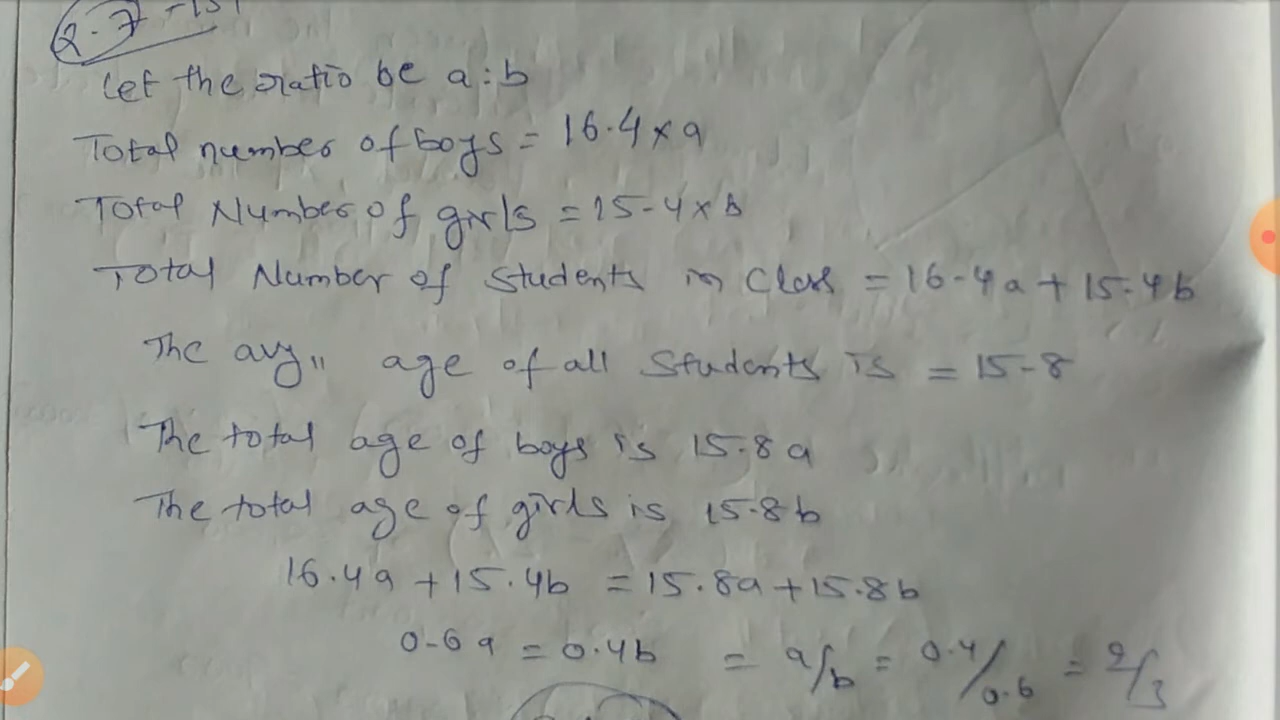 2.7
Let the ratio be a:b
Total number of boys = 16.4 x a
Total Number of girls = 15-4 x b
Total Number of Students in Class = 16-4a + 15.4b
The avg,, age of all Students is = 15-8
The total age of boys is 15.8 a
The total age of girls is 15.8 b
16.4a + 15.4b = 15.8a + 15.8b
0-6a = 0.4b = a/b = 0.4/0.6 = 2/3